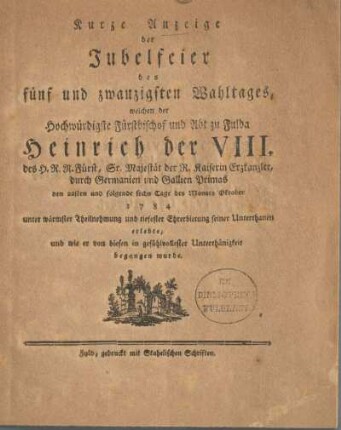 Kurze Anzeige
der
Jubelfeier
des
fünf und zwanzigsten Wahltages,
welchen der
Hochwürdigste Fürstbischof und Abt zu Fulda
Heinrich der VIII.
des H. R. R. Fürst, Sr. Majestät der R. Kaiserin Erzkanzler,
durch Germanien und Gallien Primas
den und folgende sechs Tage des Monats Oktober
1784
unter wärmster Theilnehmung und tiefester Ehrerbietung seiner Unterthanen
erlebte,
und wie er von diesen in gefühlvollester Unterthänigkeit
begangen wurde.
Fuld, gedruckt mit Stahelischen Schriften.